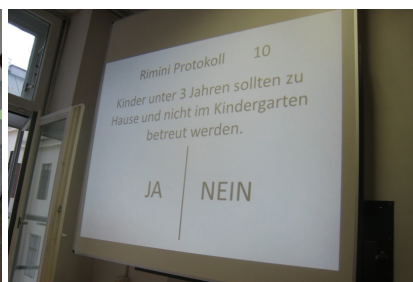 Rimini Protokoll 10
Kinder unter 3 Jahren sollten zu
Hause und nicht im Kindergarten
betreut werden.
JA NEIN